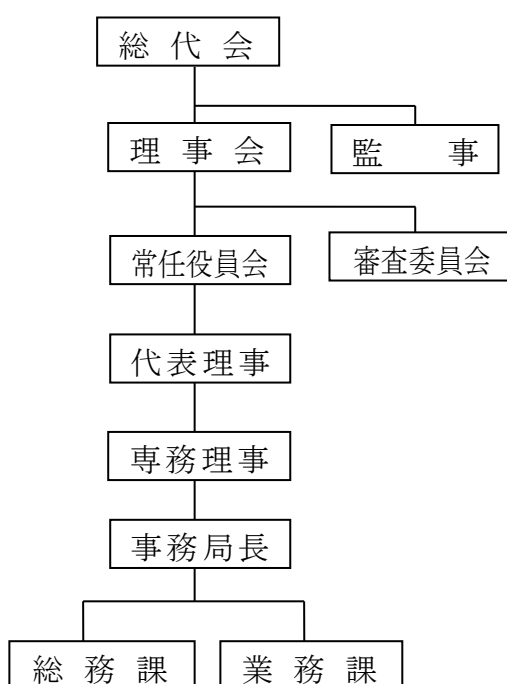 総代会
理事会
監事
常任役員会
審査委員会
代表理事
専務理事
事務局長
総務課
業務課